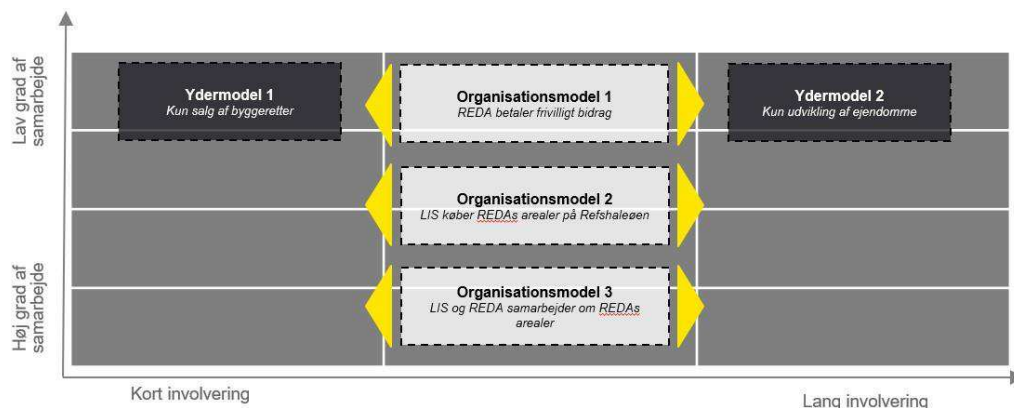 Lav grad af
samarbejde
Ydermodel 1
Kun salg af byggeretter
Organisationsmodel 1
REDA betaler frivilligt bidrag
Ydermodel 2
Kun udvikling af ejendomme
Organisationsmodel 2
LIS køber REDAs arealer på Refshaleøen
Høj grad af
samarbejde
Organisationsmodel 3
LIS og REDA samarbejder om REDAs
arealer
Kort involvering
Lang involvering